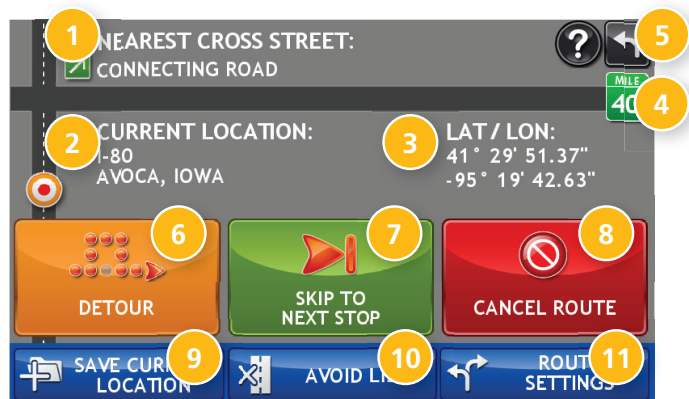 1 NEAREST CROSS STREET:
CONNECTING ROAD
? 5
MILE
40 4
2 CURRENT LOCATION:
I-80
AVOCA, IOWA
3 LAT / LON:
41° 29' 51.37"
-95° 19' 42.63"
6
DETOUR
7
SKIP TO
NEXT STOP
8
CANCEL ROUTE
SAVE CUR 9
LOCATION
AVOID LI 10
ROUT 11
SETTINGS